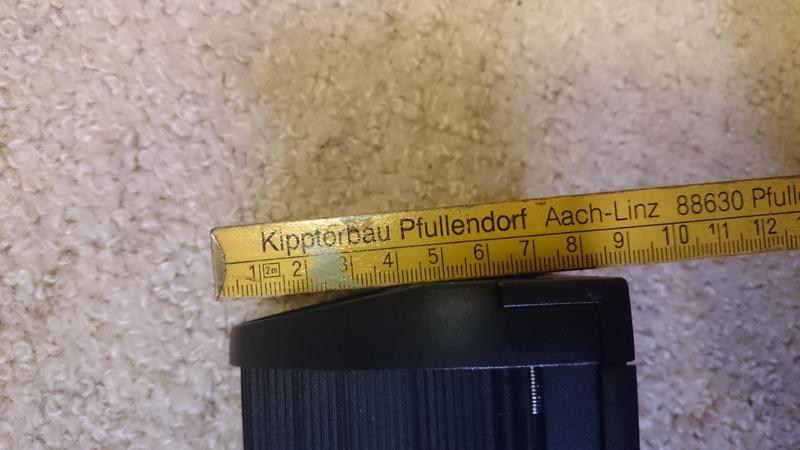 Kipptorbau Pfullendorf Aach-Linz 88630
1 2m 2 3 4 5 6 7 8 9 10 11 12